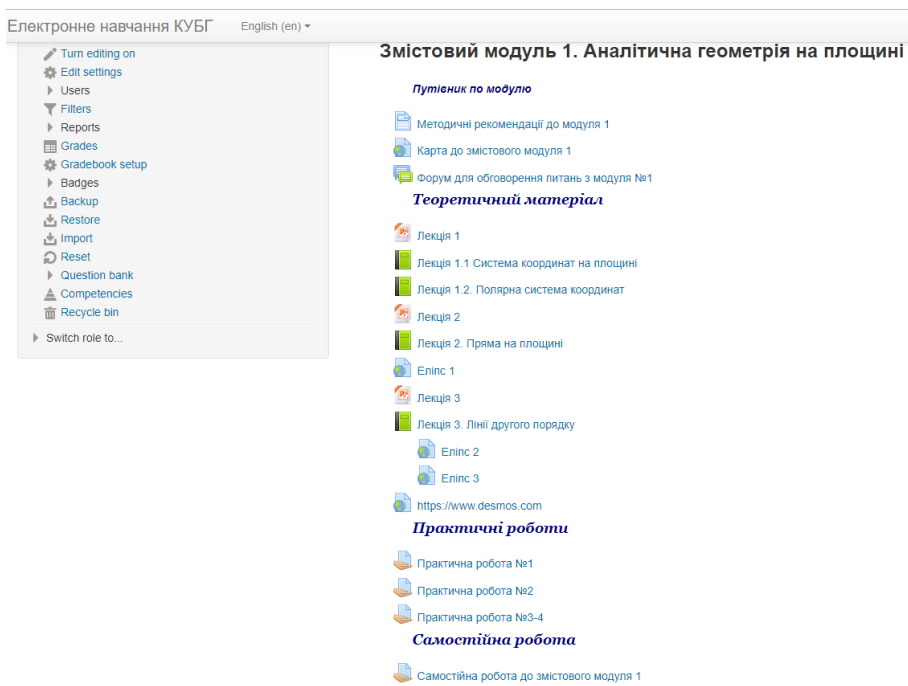 Електронне навчання КУБГ English (en)
Turn editing on
Edit settings
Users
Filters
Reports
Grades
Gradebook setup
Badges
Backup
Restore
Import
Reset
Question bank
Competencies
Recycle bin
Switch role to...
Змістовий модуль 1. Аналітична геометрія на площині
Путівник по модулю
Методичні рекомендації до модуля 1
Карта до змістового модуля 1
Форум для обговорення питань з модуля №1
Теоретичний матеріал
Лекція 1
Лекція 1.1 Система координат на площині
Лекція 1.2. Полярна система координат
Лекція 2
Лекція 2. Пряма на площині
Еліпс 1
Лекція 3
Лекція 3. Лінії другого порядку
Еліпс 2
Еліпс 3
https://www.desmos.com
Практичні роботи
Практична робота №1
Практична робота №2
Практична робота №3-4
Самостійна робота
Самостійна робота до змістового модуля 1